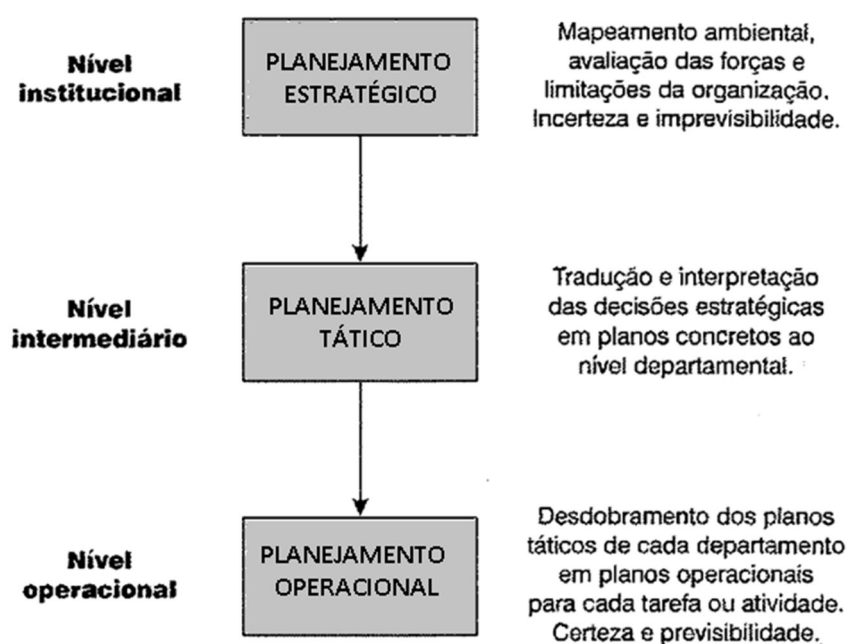 Nível
institucional
PLANEJAMENTO
ESTRATÉGICO
Mapeamento ambiental,
avaliação das forças e
limitações da organização.
Incerteza e imprevisibilidade.
Nível
intermediário
PLANEJAMENTO
TÁTICO
Tradução e interpretação
das decisões estratégicas
em planos concretos ao
nível departamental.
Nível
operacional
PLANEJAMENTO
OPERACIONAL
Desdobramento dos planos
táticos de cada departamento
em planos operacionais
para cada tarefa ou atividade.
Certeza e previsibilidade.